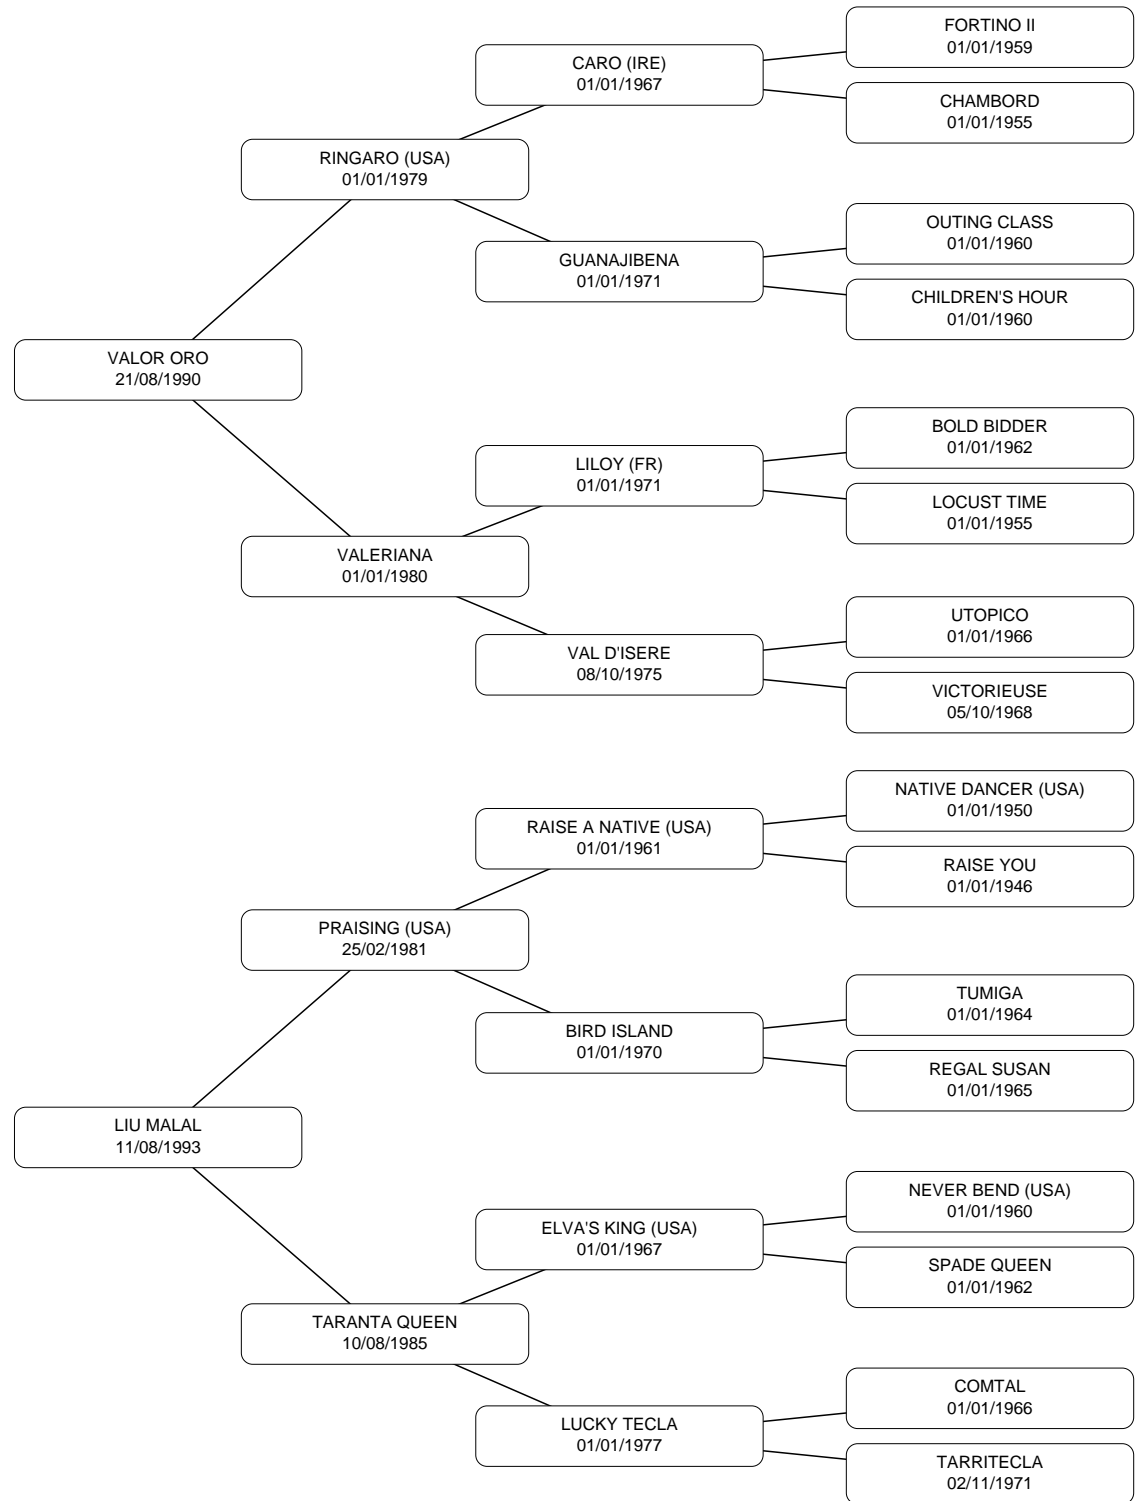 FORTINO II
01/01/1959
CARO (IRE)
01/01/1967
CHAMBORD
01/01/1955
RINGARO (USA)
01/01/1979
OUTING CLASS
01/01/1960
GUANAJIBENA
01/01/1971
CHILDREN'S HOUR
01/01/1960
VALOR ORO
21/08/1990
BOLD BIDDER
01/01/1962
LILOY (FR)
01/01/1971
LOCUST TIME
01/01/1955
VALERIANA
01/01/1980
UTOPICO
01/01/1966
VAL D'ISERE
08/10/1975
VICTORIEUSE
05/10/1968
NATIVE DANCER (USA)
01/01/1950
RAISE A NATIVE (USA)
01/01/1961
RAISE YOU
01/01/1946
PRAISING (USA)
25/02/1981
TUMIGA
01/01/1964
BIRD ISLAND
01/01/1970
REGAL SUSAN
01/01/1965
LIU MALAL
11/08/1993
NEVER BEND (USA)
01/01/1960
ELVA'S KING (USA)
01/01/1967
SPADE QUEEN
01/01/1962
TARANTA QUEEN
10/08/1985
COMTAL
01/01/1966
LUCKY TECLA
01/01/1977
TARRITECLA
02/11/1971